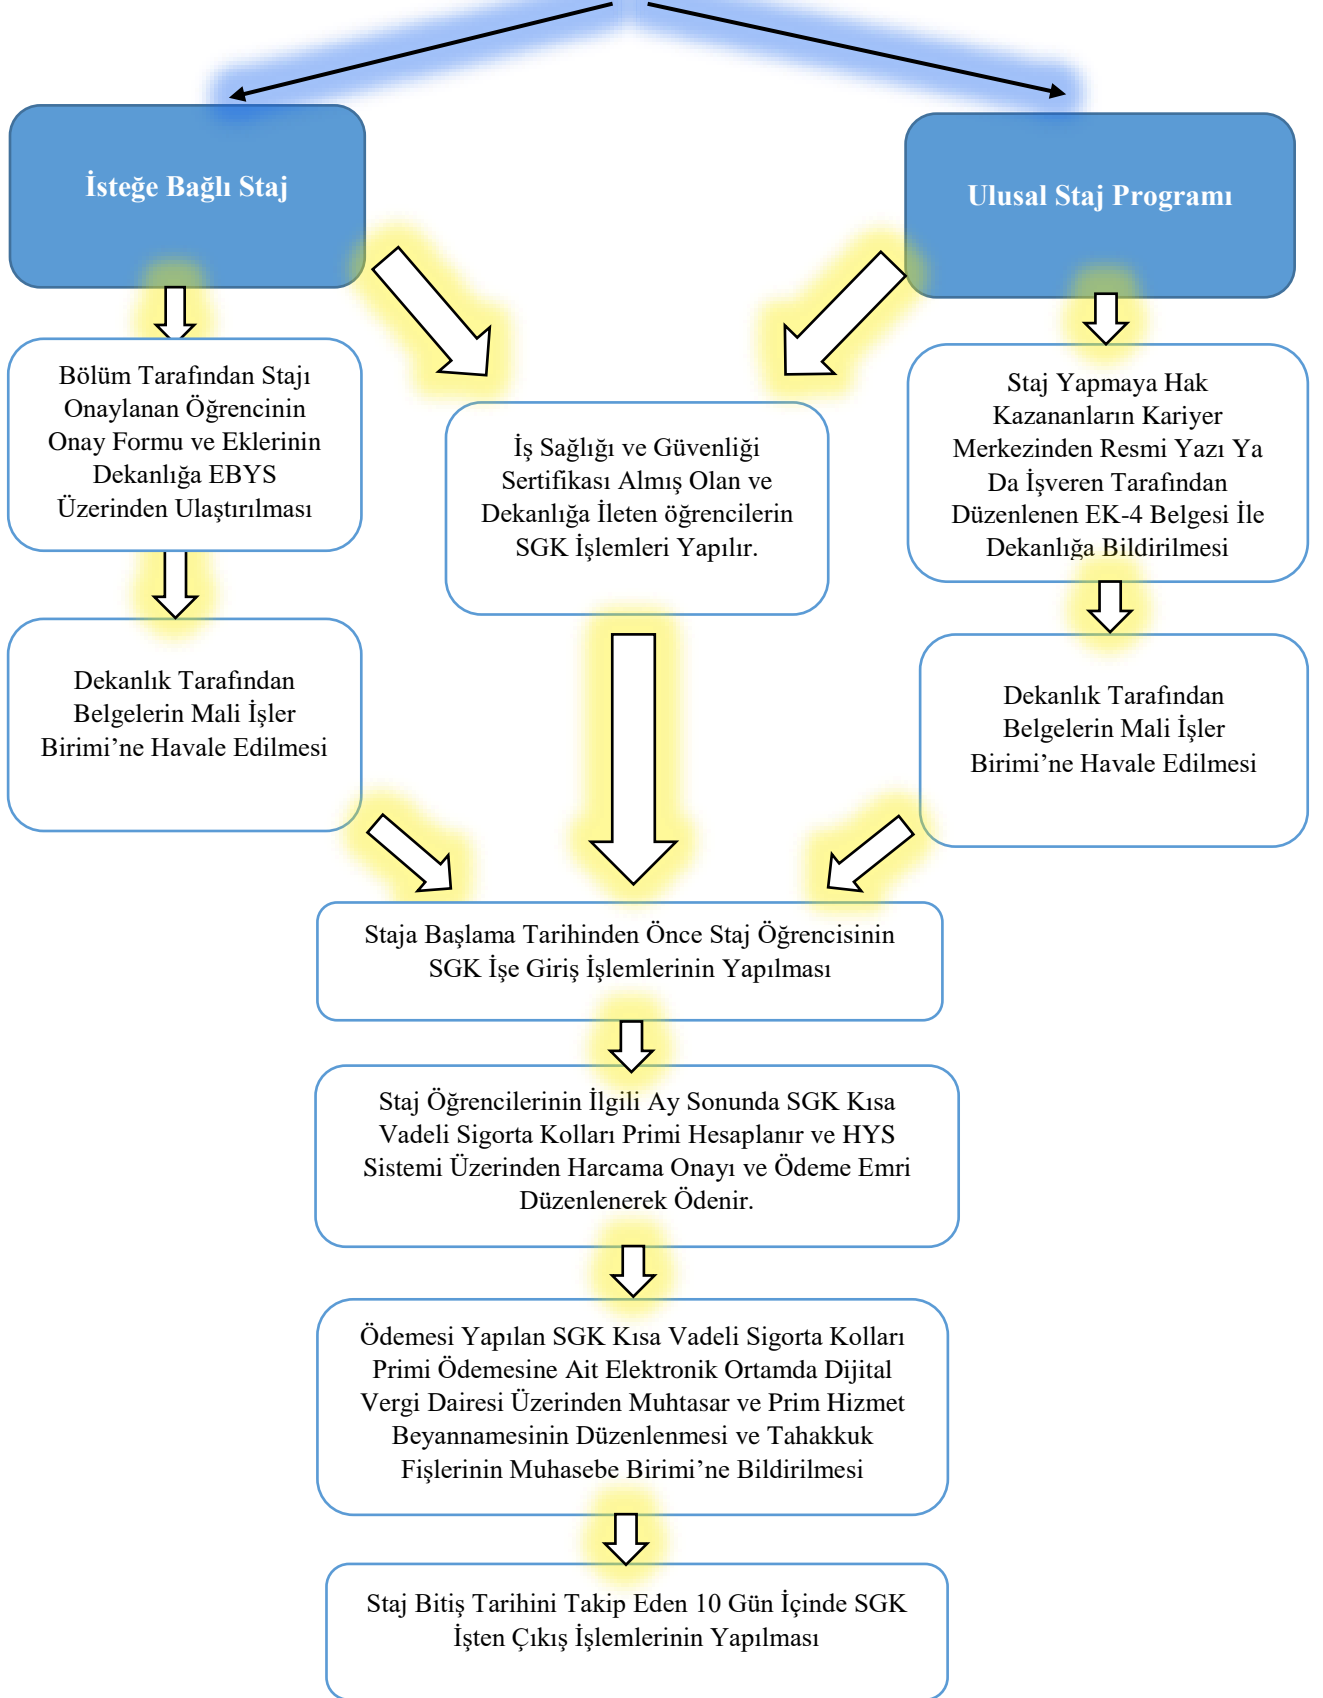 İsteğe Bağlı Staj
Ulusal Staj Programı
Bölüm Tarafından Stajı
Onaylanan Öğrencinin
Onay Formu ve Eklerinin
Dekanlığa EBYS
Üzerinden Ulaştırılması
İş Sağlığı ve Güvenliği
Sertifikası Almış Olan ve
Dekanlığa İleten öğrencilerin
SGK İşlemleri Yapılır.
Staj Yapmaya Hak
Kazananların Kariyer
Merkezinden Resmi Yazı Ya
Da İşveren Tarafından
Düzenlenen EK-4 Belgesi İle
Dekanlığa Bildirilmesi
Dekanlık Tarafından
Belgelerin Mali İşler
Birimi’ne Havale Edilmesi
Dekanlık Tarafından
Belgelerin Mali İşler
Birimi’ne Havale Edilmesi
Staja Başlama Tarihinden Önce Staj Öğrencisinin
SGK İşe Giriş İşlemlerinin Yapılması
Staj Öğrencilerinin İlgili Ay Sonunda SGK Kısa
Vadeli Sigorta Kolları Primi Hesaplanır ve HYS
Sistemi Üzerinden Harcama Onayı ve Ödeme Emri
Düzenlenerek Ödenir.
Ödemesi Yapılan SGK Kısa Vadeli Sigorta Kolları
Primi Ödemesine Ait Elektronik Ortamda Dijital
Vergi Dairesi Üzerinden Muhtasar ve Prim Hizmet
Beyannamesinin Düzenlenmesi ve Tahakkuk
Fişlerinin Muhasebe Birimi’ne Bildirilmesi
Staj Bitiş Tarihini Takip Eden 10 Gün İçinde SGK
İşten Çıkış İşlemlerinin Yapılması